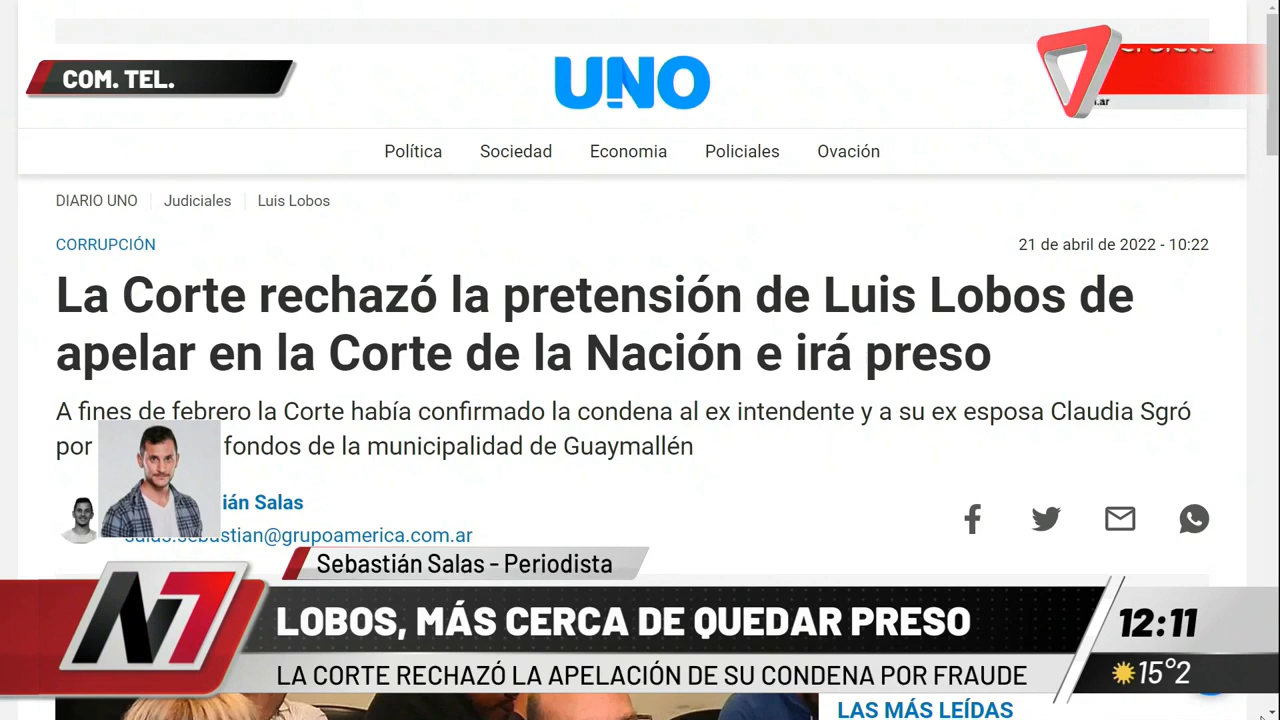 COM. TEL.
UNO
.ar
Política Sociedad Economia Policiales Ovación
DIARIO UNO Judiciales Luis Lobos
CORRUPCIÓN
21 de abril de 2022 - 10:22
La Corte rechazó la pretensión de Luis Lobos de
apelar en la Corte de la Nación e irá preso
A fines de febrero la Corte había confirmado la condena al ex intendente y a su ex esposa Claudia Sgró
por fondos de la municipalidad de Guaymallén
ián Salas
salas.sebastian@grupoamerica.com.ar
Sebastián Salas - Periodista
N7
LOBOS, MÁS CERCA DE QUEDAR PRESO
12:11
LA CORTE RECHAZÓ LA APELACIÓN DE SU CONDENA POR FRAUDE
15°2
LAS MÁS LEÍDAS